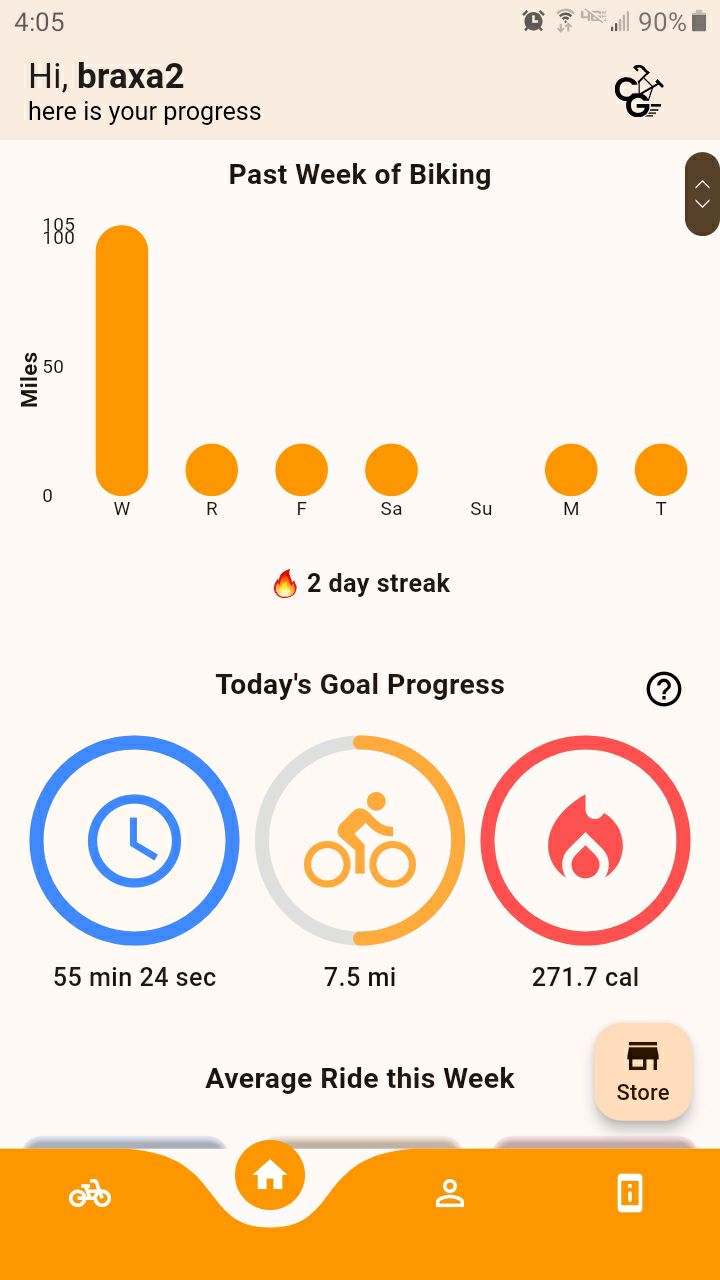 4:05
90%
Hi, braxa2
here is your progress
CG
Past Week of Biking
105
100
50
0
Miles
W R F Sa Su M T
🔥 2 day streak
Today's Goal Progress
?
55 min 24 sec
7.5 mi
271.7 cal
Average Ride this Week
Store